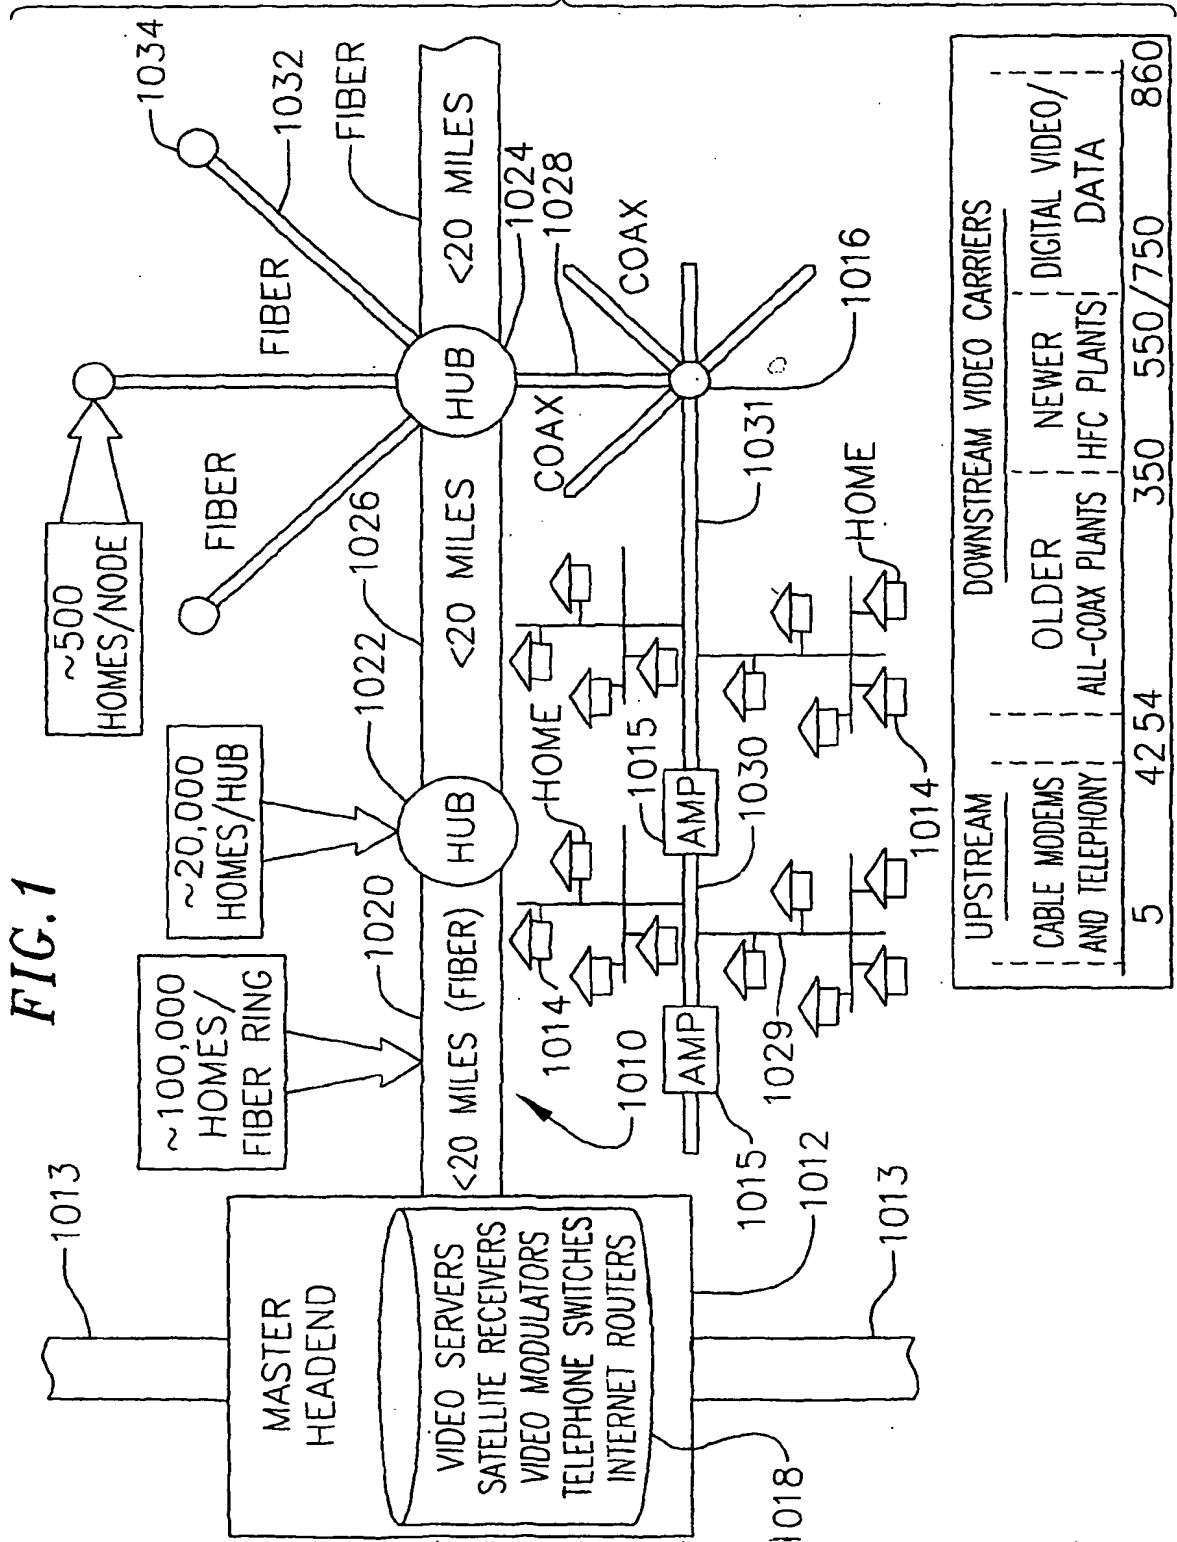 FIG.1
1013
MASTER
HEADEND
VIDEO SERVERS
SATELLITE RECEIVERS
VIDEO MODULATORS
TELEPHONE SWITCHES
INTERNET ROUTERS
1018
1012
1013
~100,000
HOMES/
FIBER RING
1020
<20 MILES (FIBER)
1010
~20,000
HOMES/HUB
1022
HUB
1026
<20 MILES
~500
HOMES/NODE
FIBER
FIBER
1034
1032
FIBER
HUB
<20 MILES
1024
1028
COAX
COAX
1016
1031
1014
HOME
1015
AMP
1015
AMP
1029
1030
1014
HOME
UPSTREAM
CABLE MODEMS
AND TELEPHONY
DOWNSTREAM VIDEO CARRIERS
OLDER
ALL-COAX PLANTS
NEWER
HFC PLANTS
DIGITAL VIDEO/
DATA
5 42 54 350 550/750 860